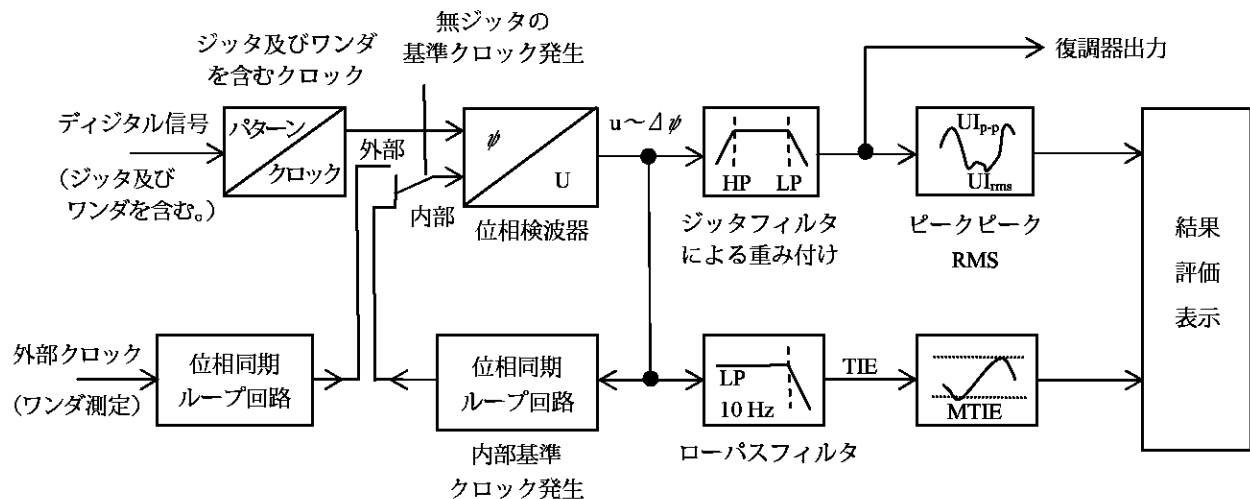 無ジッタの
基準クロック発生
ジッタ及びワンダ
を含むクロック
復調器出力
ディジタル信号
(ジッタ及び
ワンダを含む。)
パターン
クロック
外部
内部
ψ
U
位相検波器
u～Δψ
HP LP
ジッタフィルタ
による重み付け
UIp-p
UIrms
ピークピーク
RMS
結果
評価
表示
外部クロック
(ワンダ測定)
位相同期
ループ回路
位相同期
ループ回路
内部基準
クロック発生
LP
10 Hz
ローパスフィルタ
TIE
MTIE